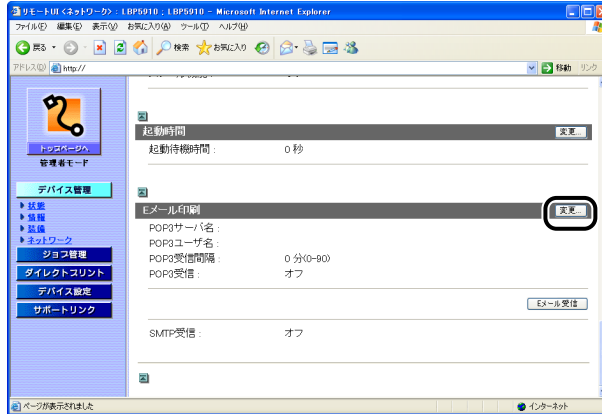 リモートUI <ネットワーク> : LBP5910 ; LBP5910 - Microsoft Internet Explorer
ファイル(F) 編集(E) 表示(V) お気に入り(A) ツール(T) ヘルプ(H)
戻る 検索 お気に入り
アドレス(D) http:// 移動 リンク
起動時間 変更...
起動待機時間 : 0 秒
トップページへ
管理者モード
デバイス管理
状態
情報
装備
ネットワーク
ジョブ管理
ダイレクトプリント
デバイス設定
サポートリンク
Eメール印刷 変更...
POP3サーバ名 :
POP3ユーザ名 :
POP3受信間隔 : 0 分(0-90)
POP3受信 : オフ
Eメール受信
SMTP受信 : オフ
ページが表示されました インターネット